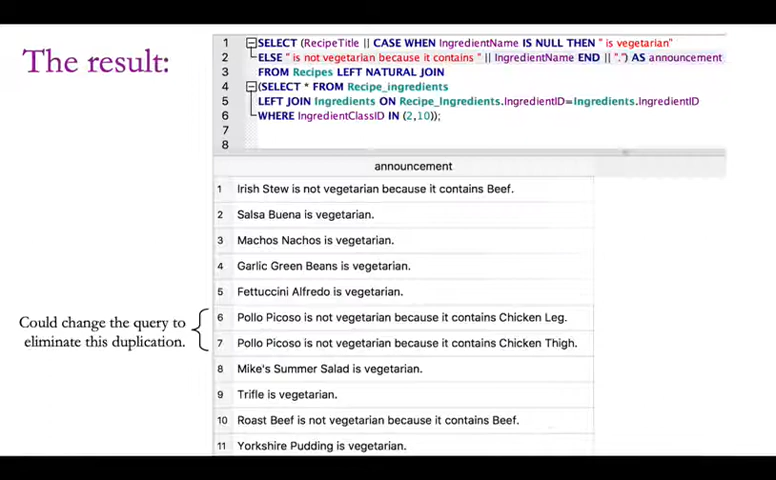 The result:
1 SELECT (RecipeTitle || CASE WHEN IngredientName IS NULL THEN " is vegetarian"
2 ELSE " is not vegetarian because it contains " || IngredientName END || ".") AS announcement
3 FROM Recipes LEFT NATURAL JOIN
4 (SELECT * FROM Recipe_ingredients
5 LEFT JOIN Ingredients ON Recipe_Ingredients.IngredientID=Ingredients.IngredientID
6 WHERE IngredientClassID IN (2,10));
7
8
announcement
1 Irish Stew is not vegetarian because it contains Beef.
2 Salsa Buena is vegetarian.
3 Machos Nachos is vegetarian.
4 Garlic Green Beans is vegetarian.
5 Fettuccini Alfredo is vegetarian.
6 Pollo Picoso is not vegetarian because it contains Chicken Leg.
7 Pollo Picoso is not vegetarian because it contains Chicken Thigh.
Could change the query to
eliminate this duplication.
8 Mike's Summer Salad is vegetarian.
9 Trifle is vegetarian.
10 Roast Beef is not vegetarian because it contains Beef.
11 Yorkshire Pudding is vegetarian.